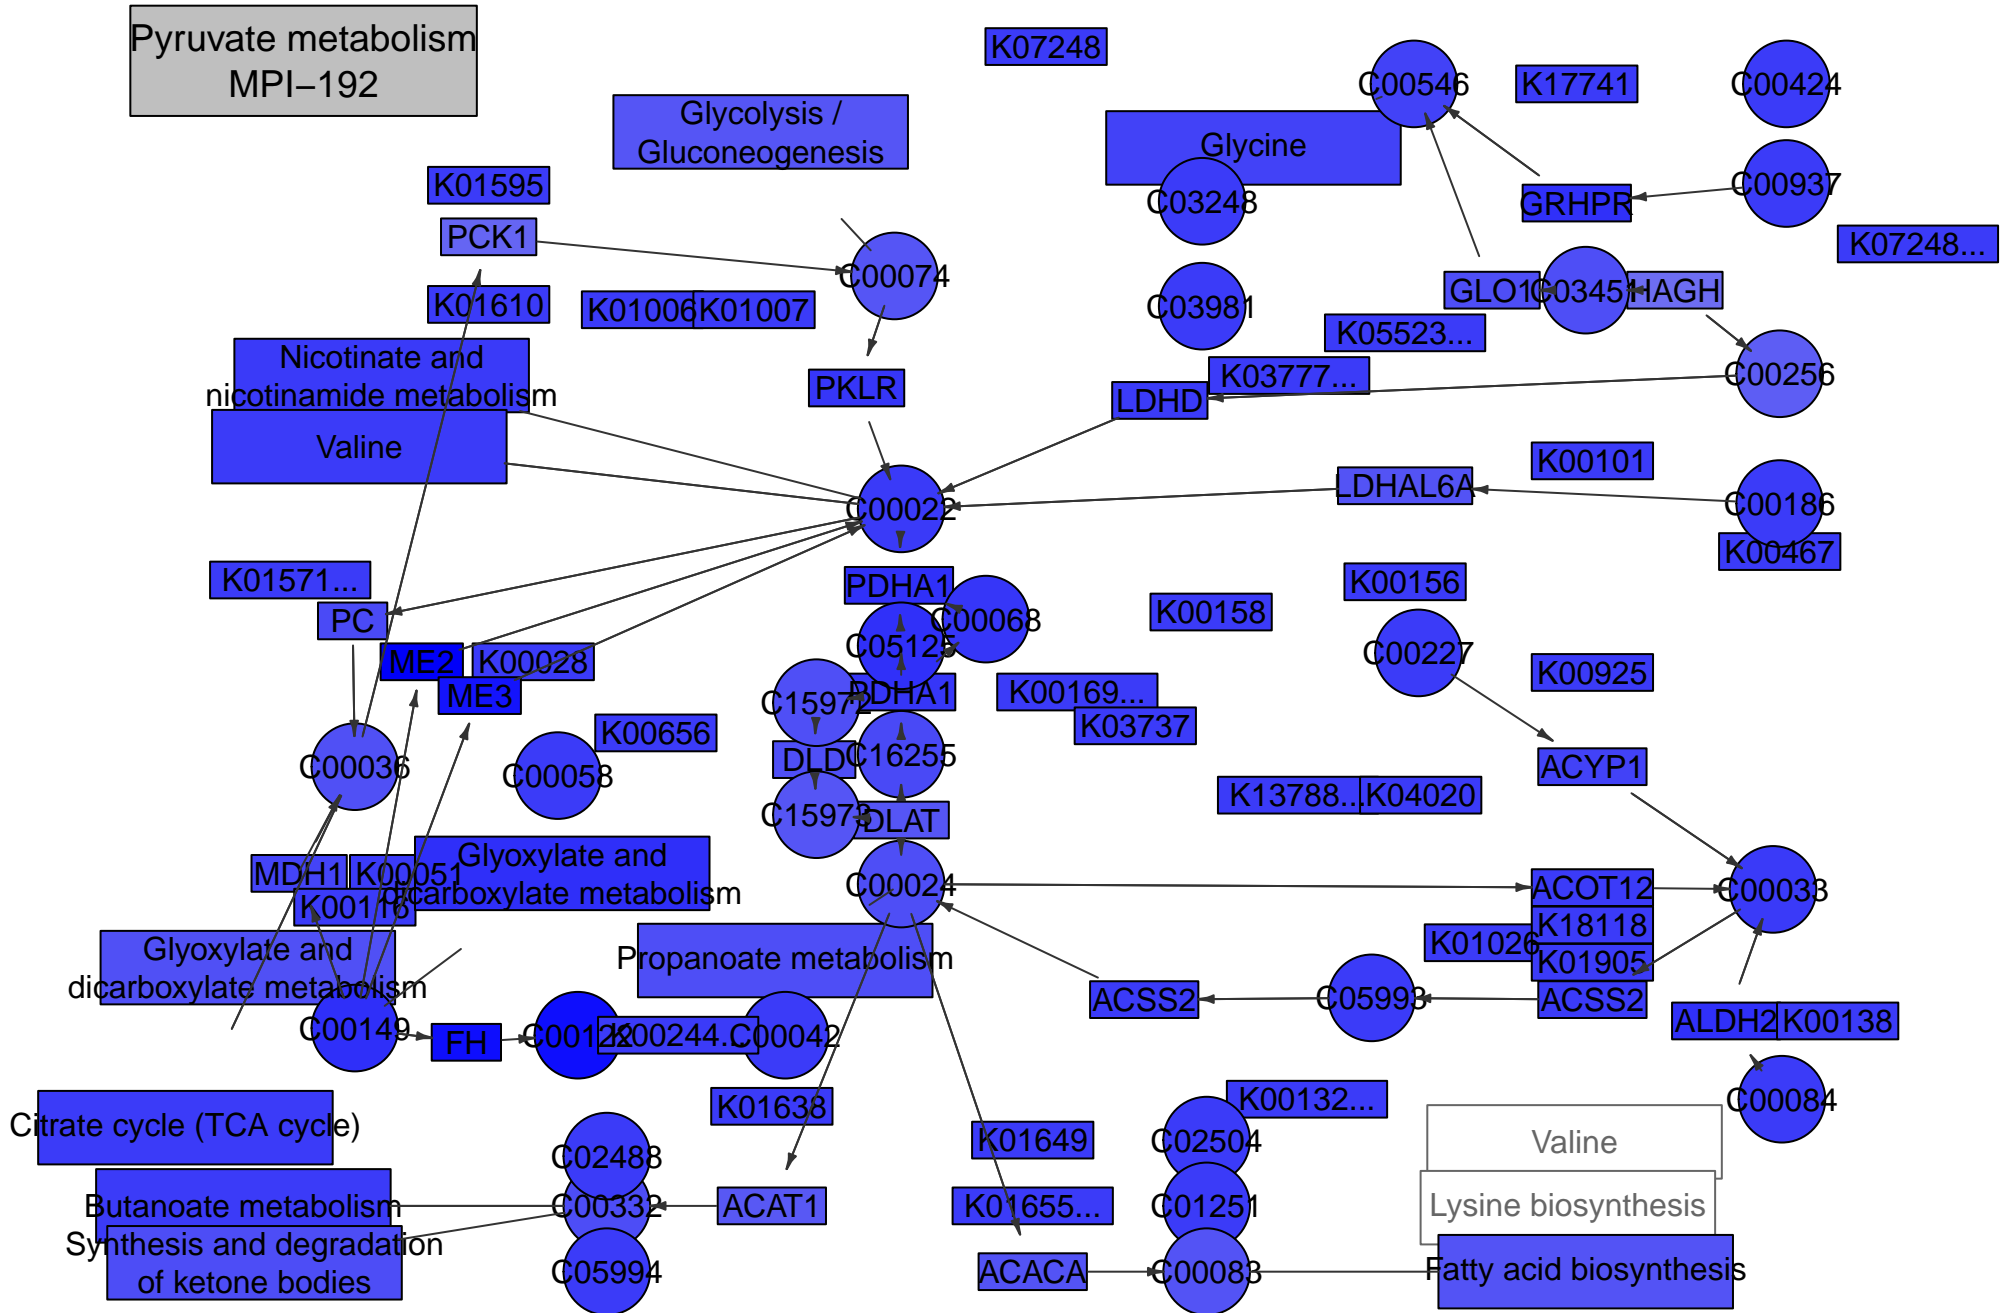 Pyruvate metabolism
MPI−192
K07248
C00546
K17741
C00424
Glycolysis /
Gluconeogenesis
Glycine
K01595
C03248
GRHPR
C00937
PCK1
K07248...
C00074
GLO1
C03451
HAGH
K01610
K01006
K01007
C03981
K05523...
Nicotinate and
nicotinamide metabolism
PKLR
LDHD
K03777...
C00256
Valine
K00101
LDHAL6A
C00022
C00186
K00467
K01571...
PDHA1
K00156
PC
C00068
K00158
C05125
C00227
ME2
K00028
K00925
ME3
C15972
PDHA1
K00169...
K00656
K03737
C00036
C00058
DLD
C16255
ACYP1
K13788...
K04020
C15973
DLAT
MDH1
K00051
Glyoxylate and
dicarboxylate metabolism
C00024
ACOT12
C00033
K00116
K18118
Glyoxylate and
dicarboxylate metabolism
Propanoate metabolism
K01026
K01905
ACSS2
C05993
ACSS2
C00149
FH
C00122
K00244...
C00042
ALDH2
K00138
K01638
K00132...
C00084
Citrate cycle (TCA cycle)
C02488
K01649
C02504
Valine
Butanoate metabolism
C00332
ACAT1
K01655...
C01251
Lysine biosynthesis
Synthesis and degradation
of ketone bodies
C05994
ACACA
C00083
Fatty acid biosynthesis